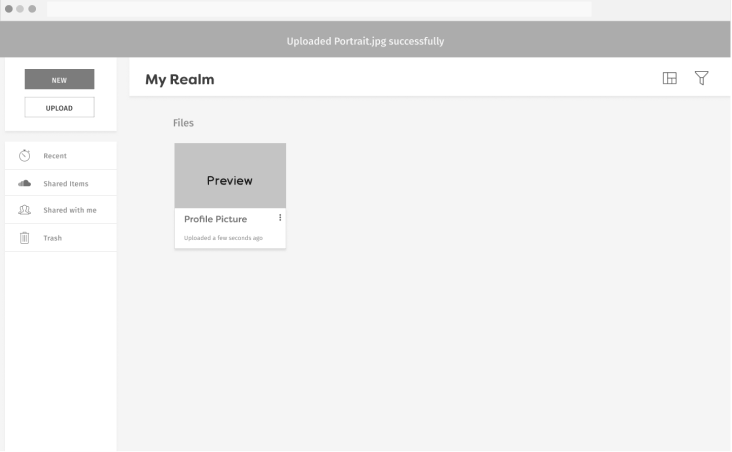 Uploaded Portrait.jpg successfully
NEW
UPLOAD
Recent
Shared Items
Shared with me
Trash
My Realm
Files
Preview
Profile Picture
Uploaded a few seconds ago